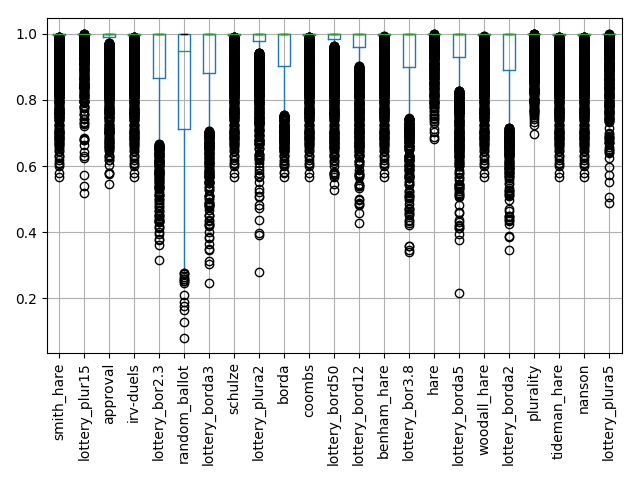 1.0
0.8
0.6
0.4
0.2
smith_hare
lottery_plur15
approval
irv-duels
lottery_bor2.3
random_ballot
lottery_borda3
schulze
lottery_plura2
borda
coombs
lottery_bord50
lottery_bord12
benham_hare
lottery_bor3.8
hare
lottery_borda5
woodall_hare
lottery_borda2
plurality
tideman_hare
nanson
lottery_plura5